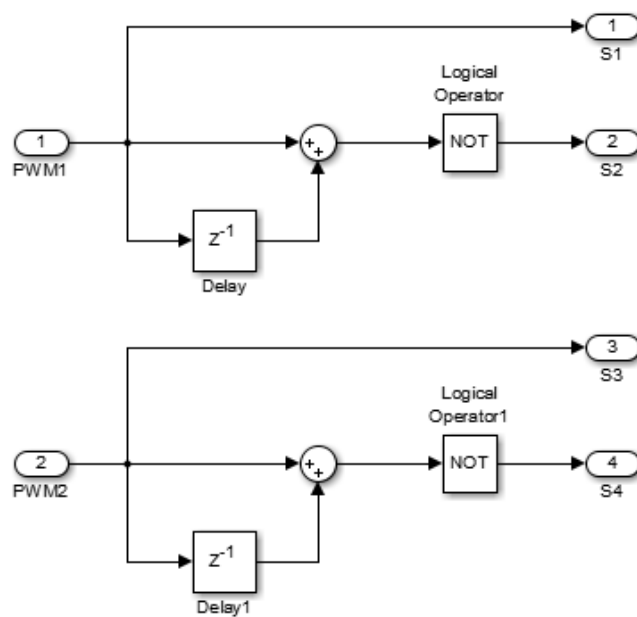 1
S1
Logical
Operator
1
PWM1
+
+
NOT
2
S2
Z-1
Delay
3
S3
Logical
Operator1
2
PWM2
+
+
NOT
4
S4
Z-1
Delay1